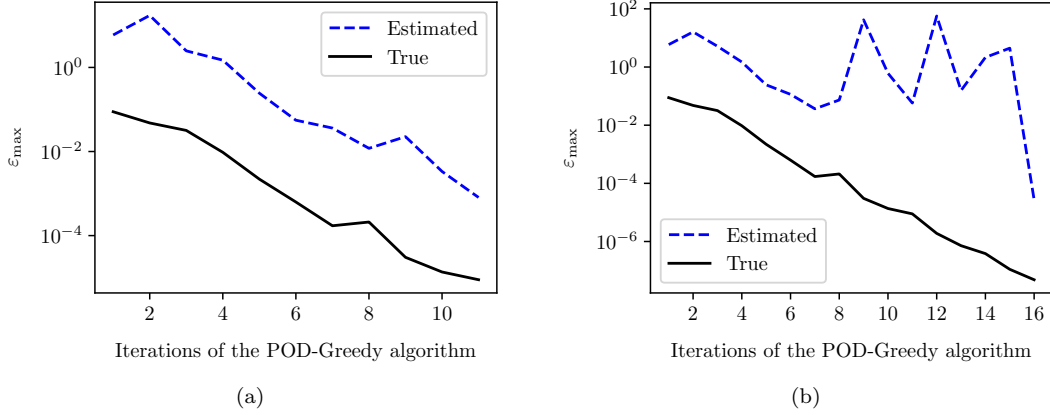 10^0
10^{-2}
10^{-4}
ε_max
Estimated
True
2 4 6 8 10
Iterations of the POD-Greedy algorithm
(a)
10^2
10^0
10^{-2}
10^{-4}
10^{-6}
ε_max
Estimated
True
2 4 6 8 10 12 14 16
Iterations of the POD-Greedy algorithm
(b)